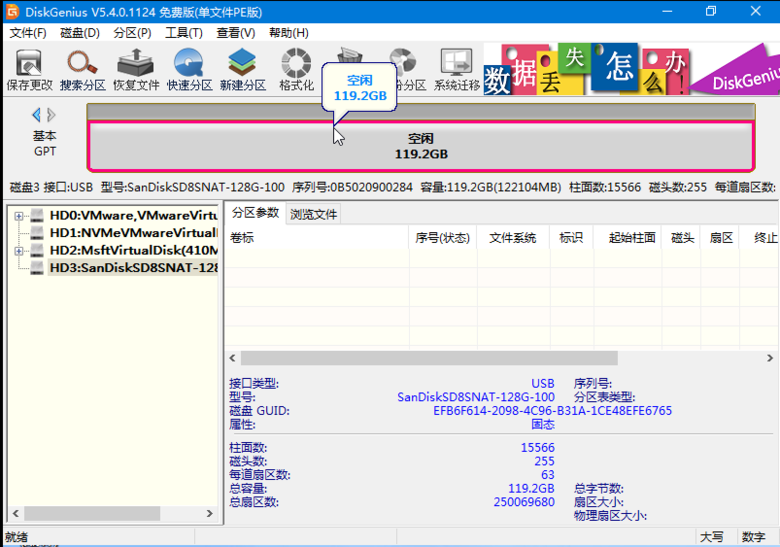 DiskGenius V5.4.0.1124 免费版(单文件PE版)
文件(F) 磁盘(D) 分区(P) 工具(T) 查看(V) 帮助(H)
保存更改 搜索分区 恢复文件 快速分区 新建分区 格式化 分区 系统迁移
数据丢失怎么办
DiskGeniu
空闲
119.2GB
基本
GPT
空闲
119.2GB
磁盘3 接口:USB 型号:SanDiskSD8SNAT-128G-100 序列号:0B5020900284 容量:119.2GB(122104MB) 柱面数:15566 磁头数:255 每道扇区数:
HD0:VMware,VMwareVirtu
HD1:NVMeVMwareVirtual
HD2:MsftVirtualDisk(410M
HD3:SanDiskSD8SNAT-128
分区参数 浏览文件
卷标 序号(状态) 文件系统 标识 起始柱面 磁头 扇区 终止
接口类型: USB 序列号:
型号: SanDiskSD8SNAT-128G-100 分区表类型:
磁盘 GUID: EFB6F614-2098-4C96-B31A-1CE48EFE6765
属性: 固态
柱面数: 15566
磁头数: 255
每道扇区数: 63
总容量: 119.2GB 总字节数:
总扇区数: 250069680 扇区大小:
物理扇区大小:
就绪 大写 数字